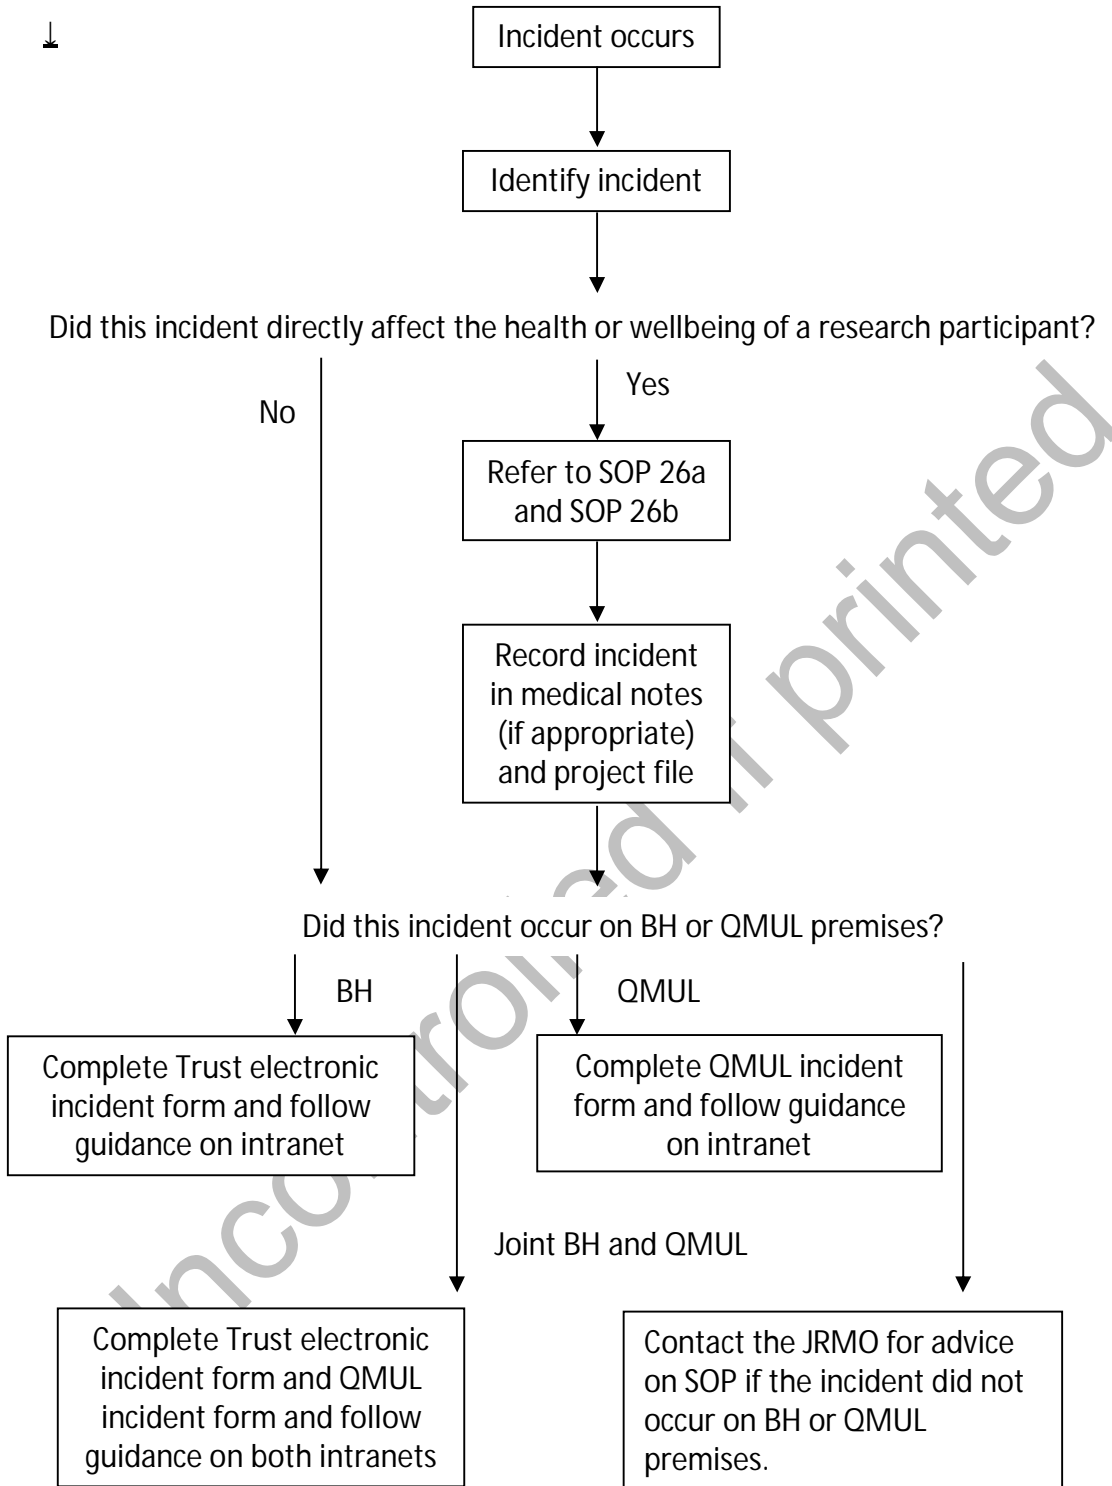 Incident occurs
Identify incident
Did this incident directly affect the health or wellbeing of a research participant?
No
Yes
Refer to SOP 26a
and SOP 26b
Record incident
in medical notes
(if appropriate)
and project file
Did this incident occur on BH or QMUL premises?
BH
QMUL
Complete Trust electronic
incident form and follow
guidance on intranet
Complete QMUL incident
form and follow guidance
on intranet
Joint BH and QMUL
Complete Trust electronic
incident form and QMUL
incident form and follow
guidance on both intranets
Contact the JRMO for advice
on SOP if the incident did not
occur on BH or QMUL
premises.
if printed